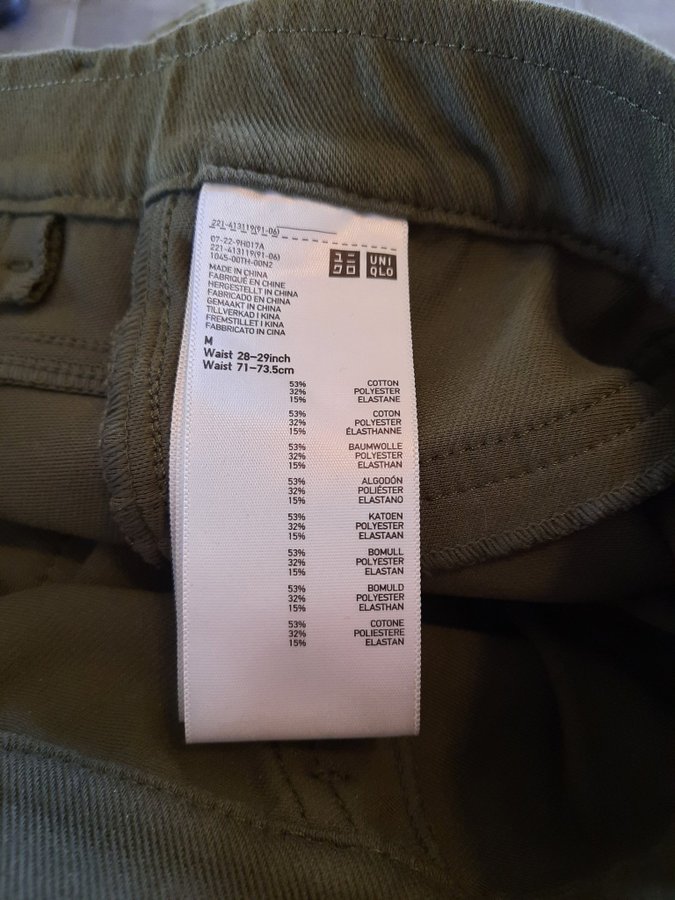 221-413119(91-06)
07-22-9H017A
221-413119(91-06)
1045-00TH-00N2
ユニ
クロ
UNI
QLO
MADE IN CHINA
FABRIQUÉ EN CHINE
HERGESTELLT IN CHINA
FABRICADO EN CHINA
GEMAAKT IN CHINA
TILLVERKAD I KINA
FREMSTILLET I KINA
FABBRICATO IN CINA
M
Waist 28-29inch
Waist 71-73.5cm
53% COTTON
32% POLYESTER
15% ELASTANE
53% COTON
32% POLYESTER
15% ÉLASTHANNE
53% BAUMWOLLE
32% POLYESTER
15% ELASTHAN
53% ALGODÓN
32% POLIÉSTER
15% ELASTANO
53% KATOEN
32% POLYESTER
15% ELASTAAN
53% BOMULL
32% POLYESTER
15% ELASTAN
53% BOMULD
32% POLYESTER
15% ELASTHAN
53% COTONE
32% POLIESTERE
15% ELASTAN